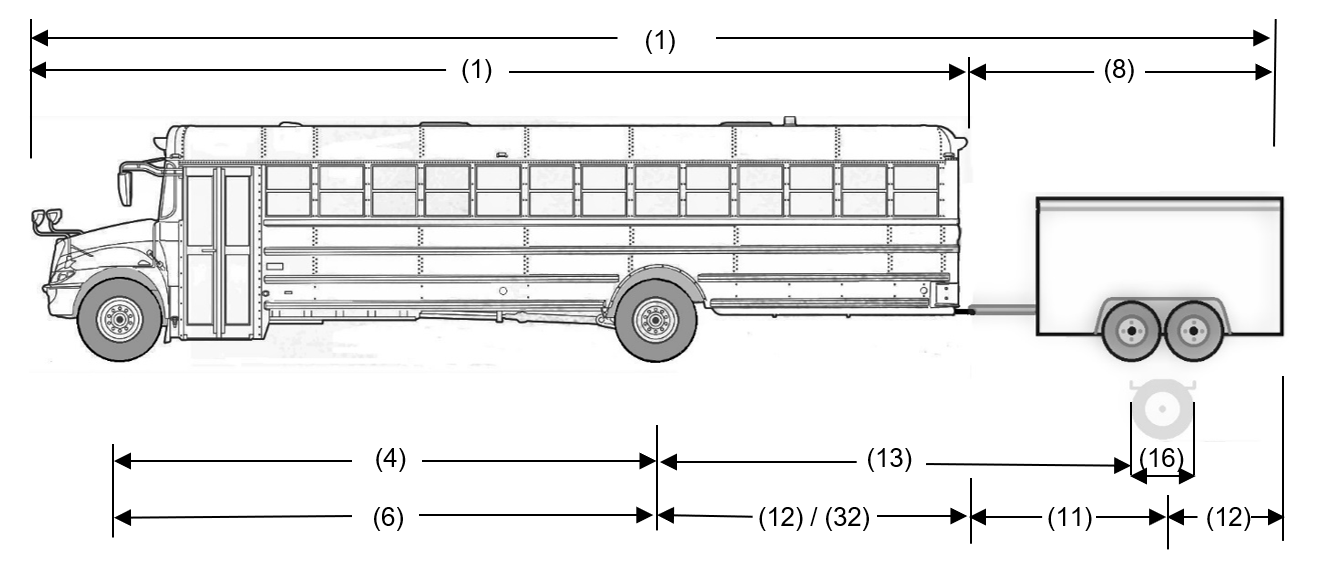 (1)
(1) (8)
(4) (13) (16)
(6) (12) / (32) (11) (12)